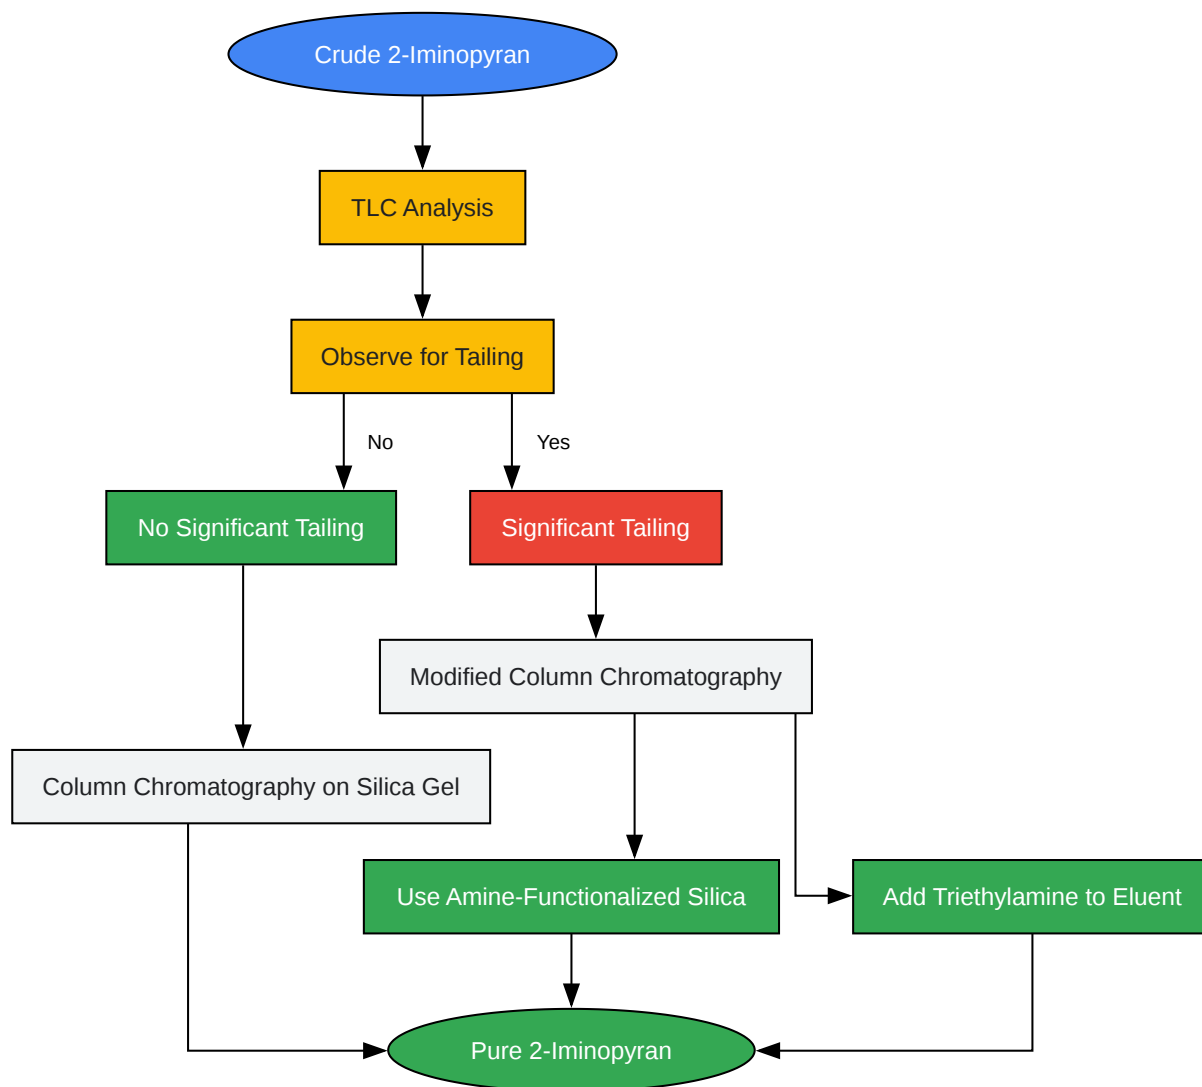 Crude 2-Iminopyran
TLC Analysis
Observe for Tailing
No
Yes
No Significant Tailing
Significant Tailing
Modified Column Chromatography
Column Chromatography on Silica Gel
Use Amine-Functionalized Silica
Add Triethylamine to Eluent
Pure 2-Iminopyran